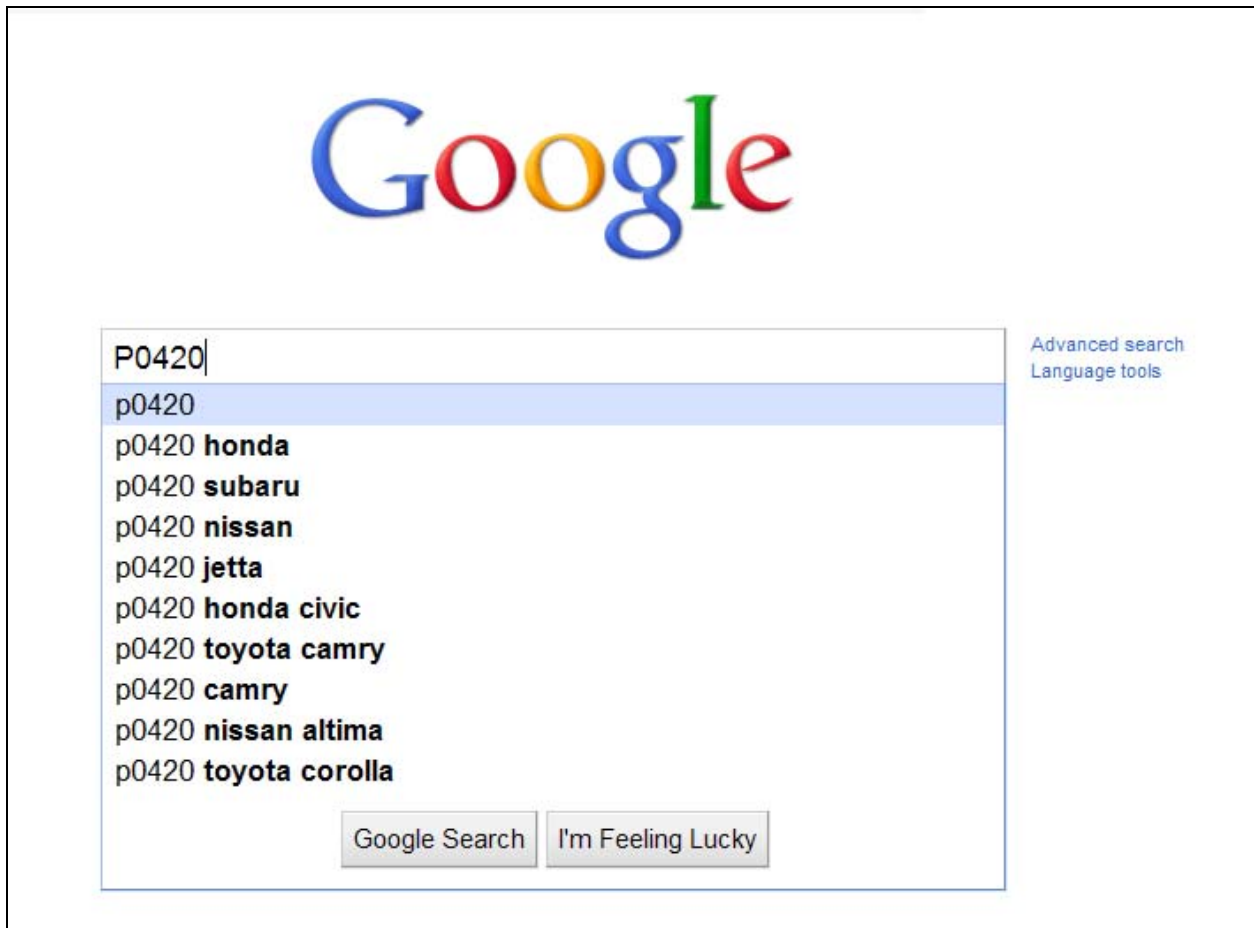 Google
P0420
Advanced search
Language tools
p0420
p0420 honda
p0420 subaru
p0420 nissan
p0420 jetta
p0420 honda civic
p0420 toyota camry
p0420 camry
p0420 nissan altima
p0420 toyota corolla
Google Search
I'm Feeling Lucky